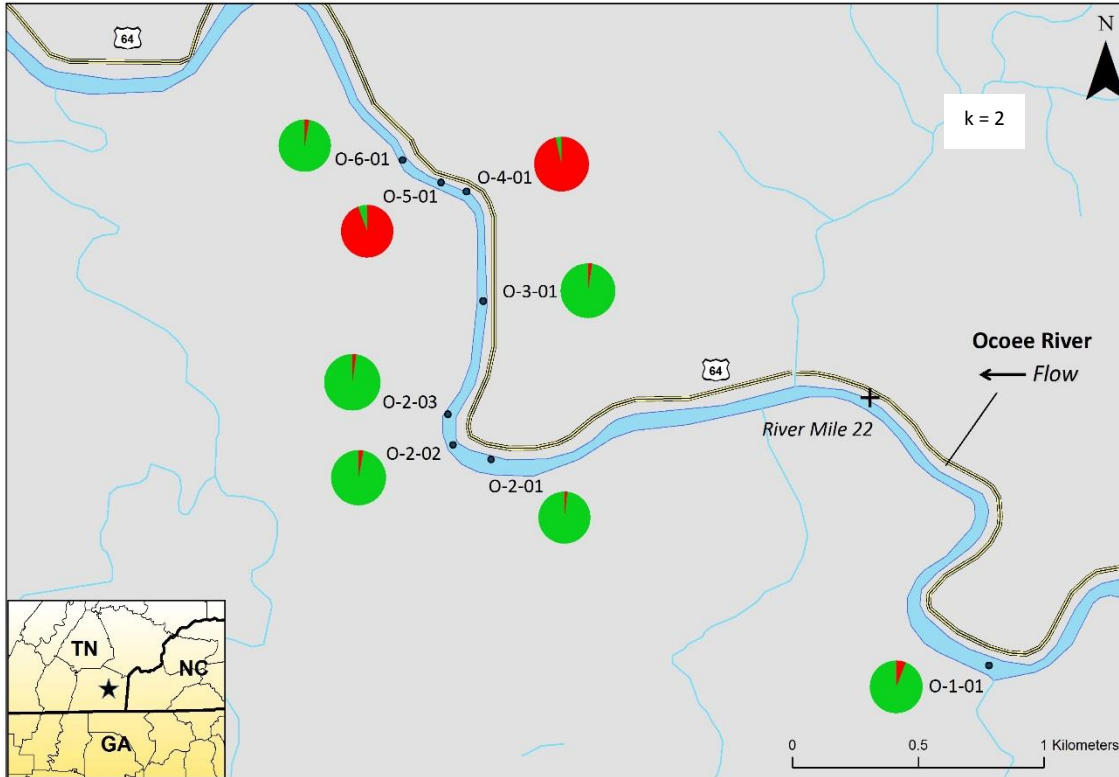 64
N
k = 2
O-6-01
O-4-01
O-5-01
O-3-01
Ocoee River
Flow
64
O-2-03
River Mile 22
O-2-02
O-2-01
TN
NC
GA
O-1-01
0 0.5 1 Kilometers